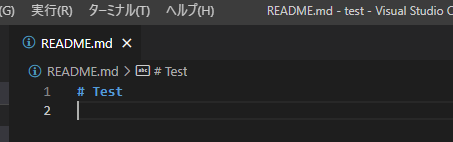 (G) 実行(R) ターミナル(T) ヘルプ(H) README.md - test - Visual Studio C
README.md ×
README.md > # Test
1 # Test
2